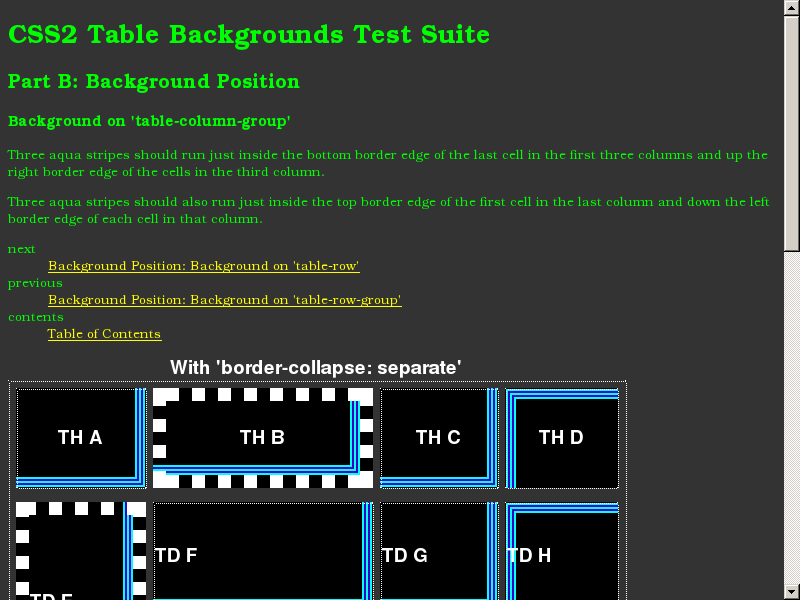 CSS2 Table Backgrounds Test Suite
Part B: Background Position
Background on 'table-column-group'
Three aqua stripes should run just inside the bottom border edge of the last cell in the first three columns and up the
right border edge of the cells in the third column.
Three aqua stripes should also run just inside the top border edge of the first cell in the last column and down the left
border edge of each cell in that column.
next
Background Position: Background on 'table-row'
previous
Background Position: Background on 'table-row-group'
contents
Table of Contents
With 'border-collapse: separate'
TH A TH B TH C TH D
TD F TD G TD H
TD E